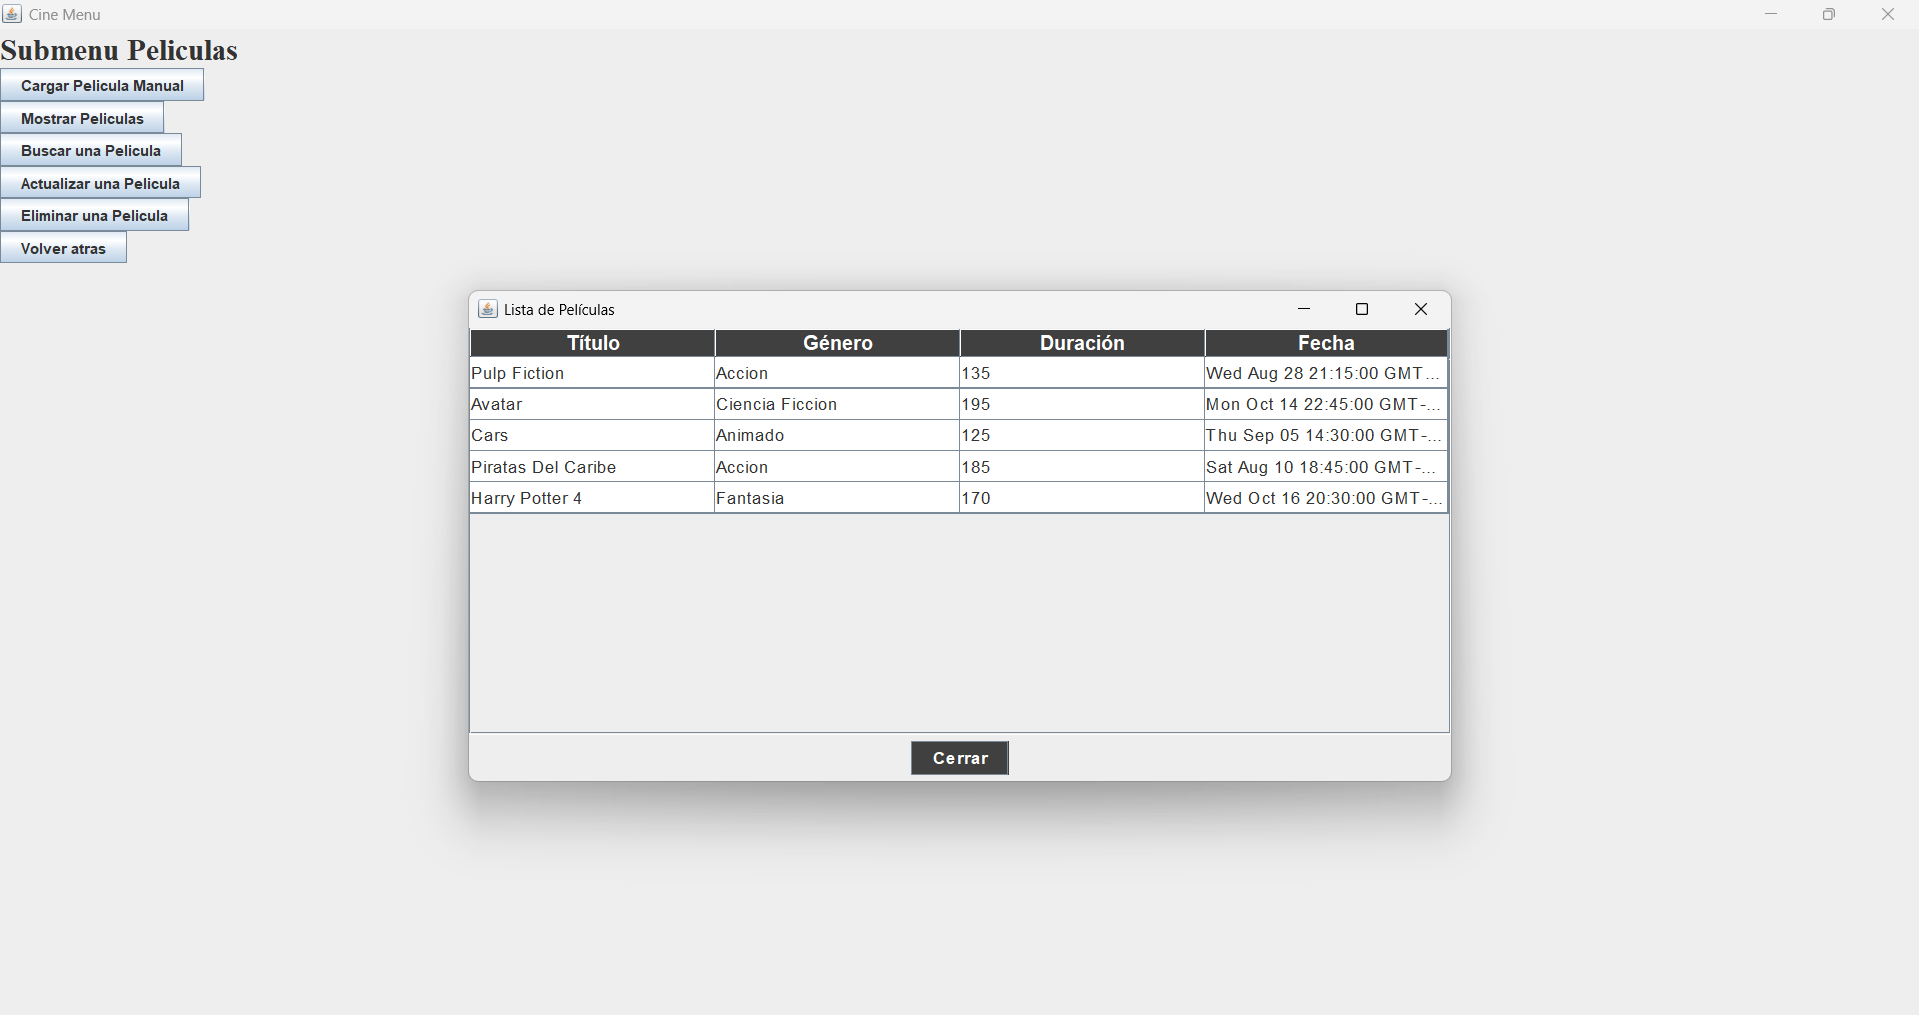 Cine Menu
Submenu Peliculas
Cargar Pelicula Manual
Mostrar Peliculas
Buscar una Pelicula
Actualizar una Pelicula
Eliminar una Pelicula
Volver atras
Lista de Películas
Título Género Duración Fecha
Pulp Fiction Accion 135 Wed Aug 28 21:15:00 GMT...
Avatar Ciencia Ficcion 195 Mon Oct 14 22:45:00 GMT-...
Cars Animado 125 Thu Sep 05 14:30:00 GMT-...
Piratas Del Caribe Accion 185 Sat Aug 10 18:45:00 GMT-...
Harry Potter 4 Fantasia 170 Wed Oct 16 20:30:00 GMT-...
Cerrar